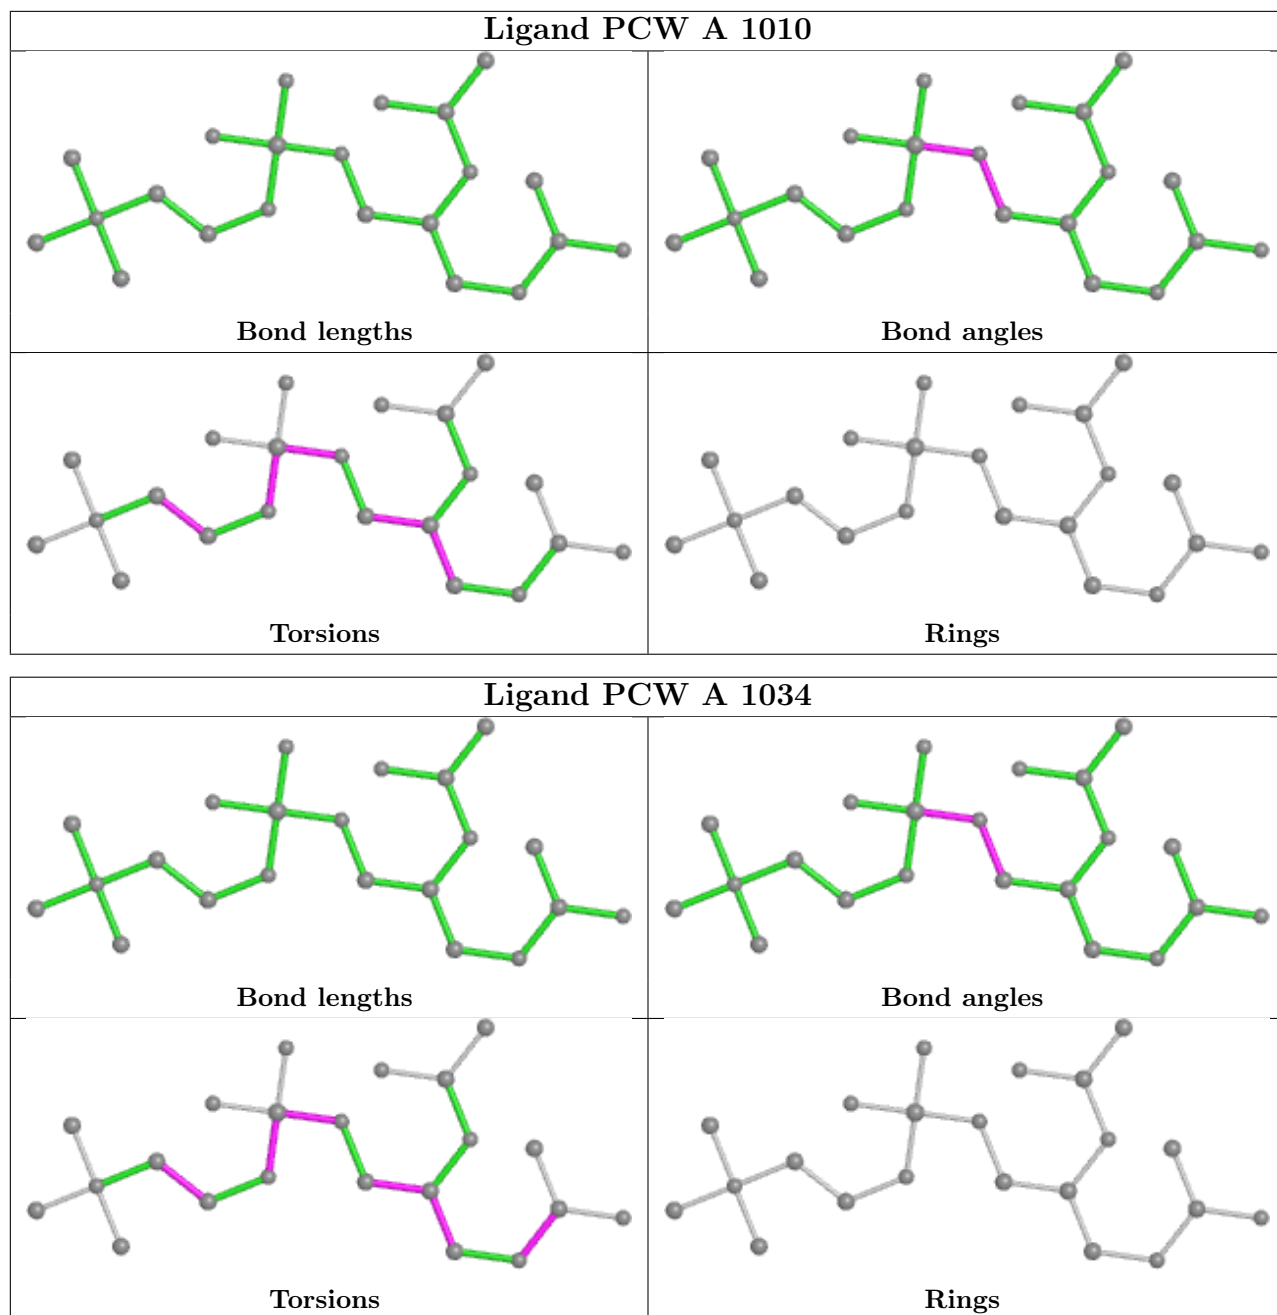 Ligand PCW A 1010
Bond lengths
Bond angles
Torsions
Rings
Ligand PCW A 1034
Bond lengths
Bond angles
Torsions
Rings